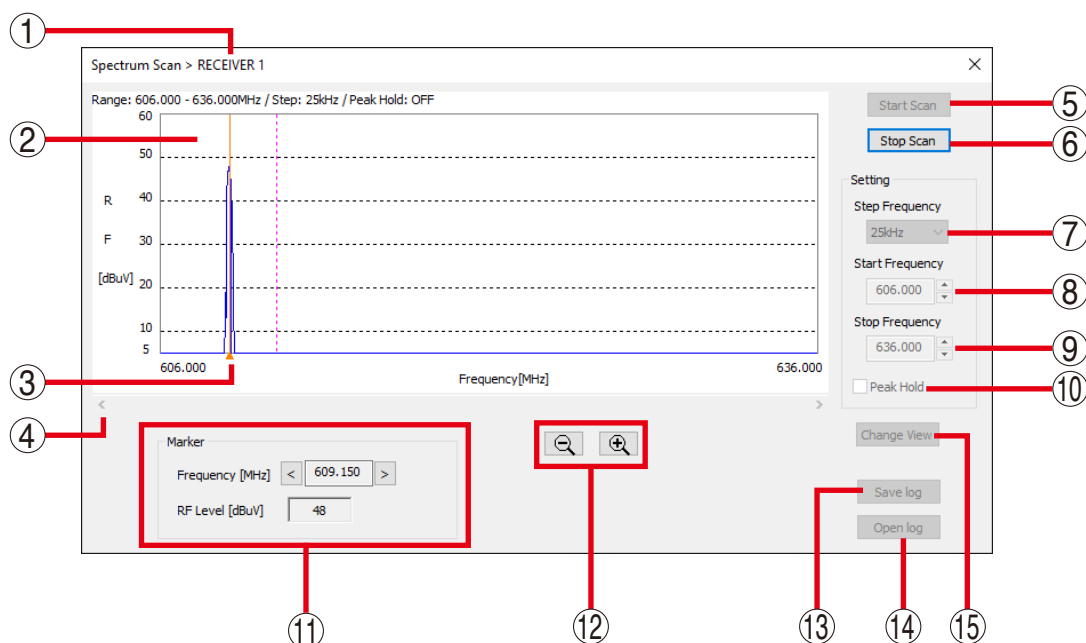 ①
Spectrum Scan > RECEIVER 1
Range: 606.000 - 636.000MHz / Step: 25kHz / Peak Hold: OFF
60
50
40
30
20
10
5
R
F
[dBuV]
606.000
636.000
Frequency[MHz]
②
③
④
Start Scan
⑤
Stop Scan
⑥
Setting
Step Frequency
25kHz
⑦
Start Frequency
606.000
⑧
Stop Frequency
636.000
⑨
Peak Hold
⑩
Marker
Frequency [MHz] < 609.150 >
RF Level [dBuV] 48
Change View
Save log
Open log
⑪
⑫
⑬
⑭
⑮